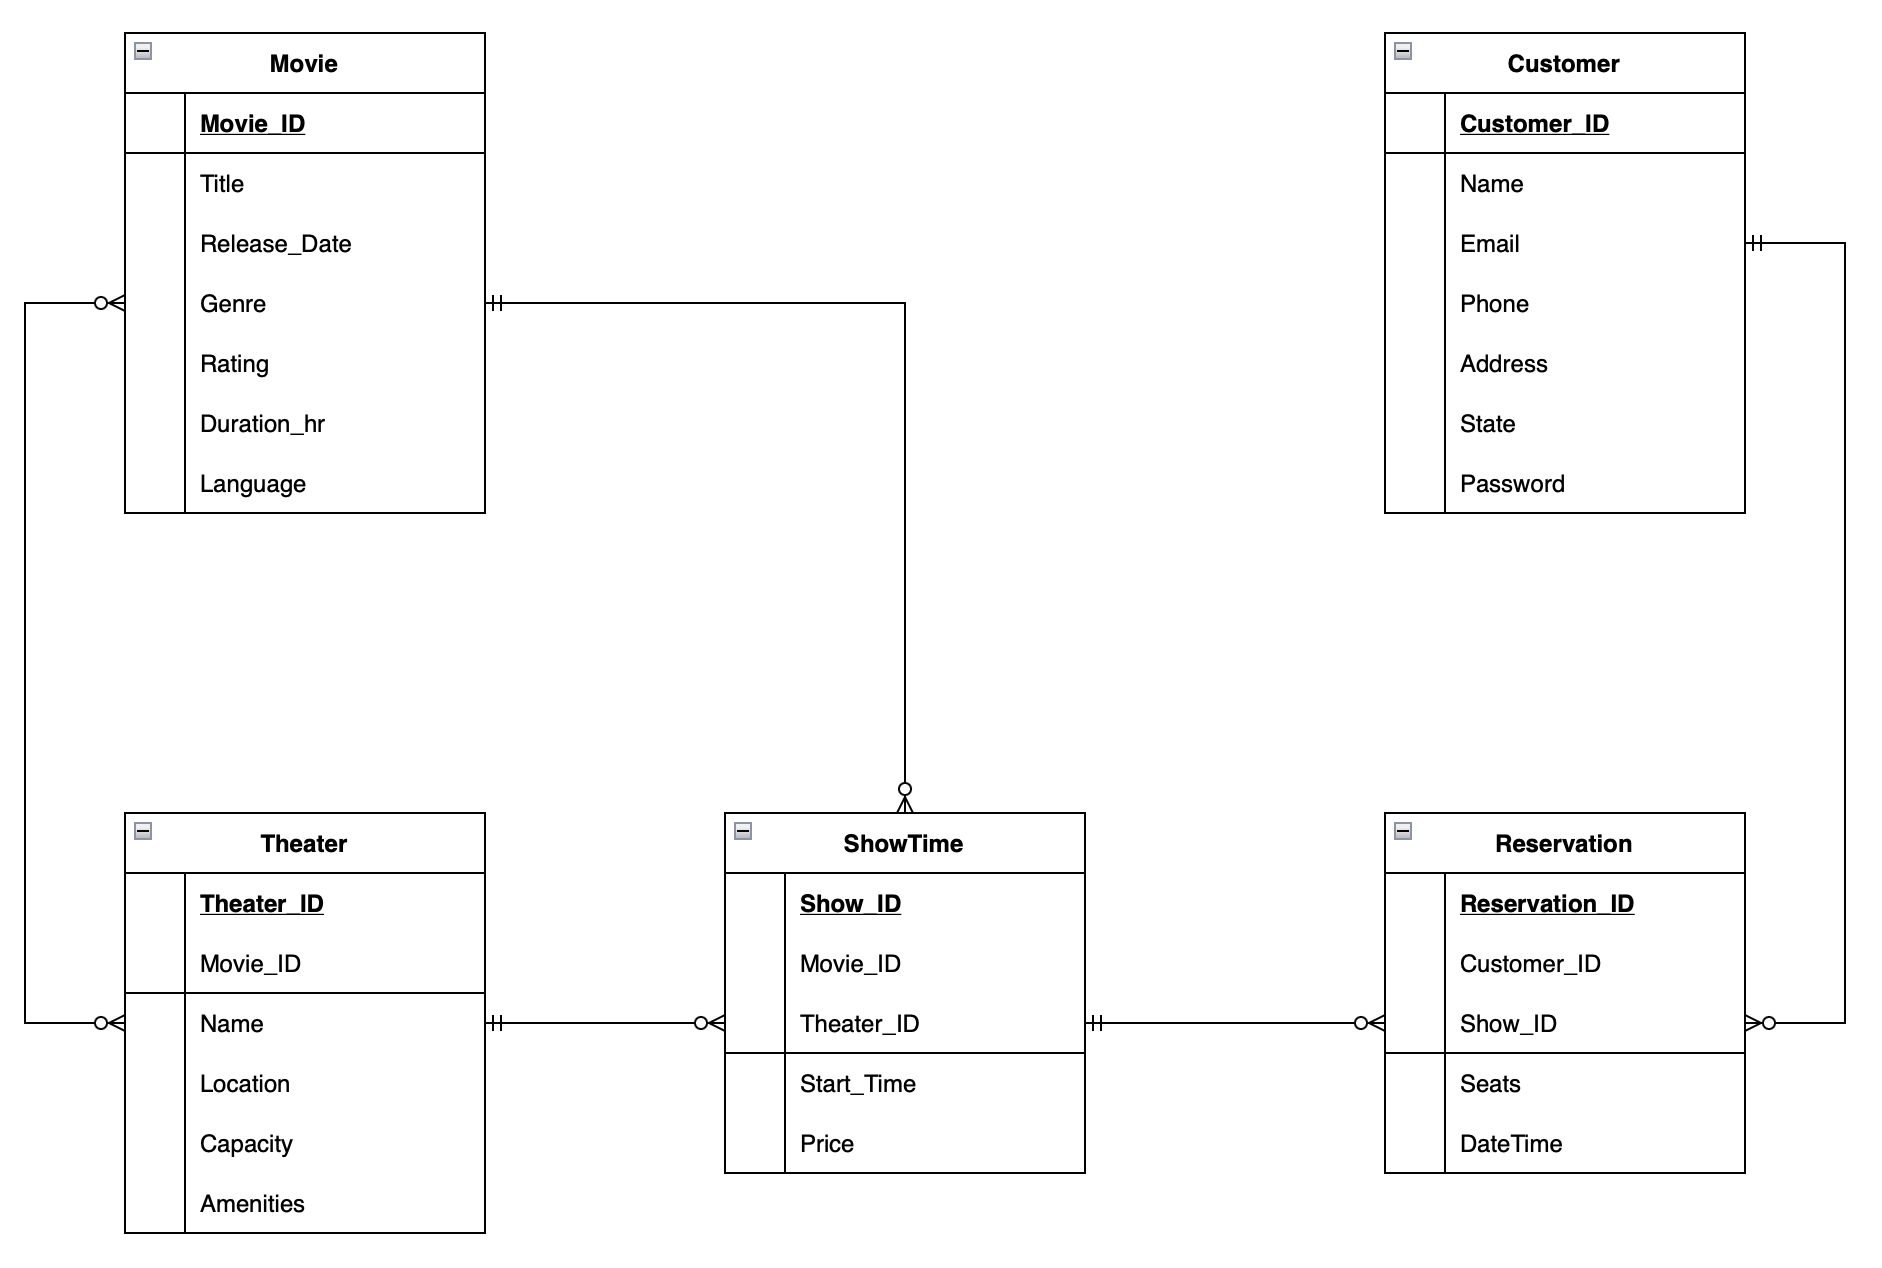 Movie
Movie_ID
Title
Release_Date
Genre
Rating
Duration_hr
Language
Customer
Customer_ID
Name
Email
Phone
Address
State
Password
Theater
Theater_ID
Movie_ID
Name
Location
Capacity
Amenities
ShowTime
Show_ID
Movie_ID
Theater_ID
Start_Time
Price
Reservation
Reservation_ID
Customer_ID
Show_ID
Seats
DateTime